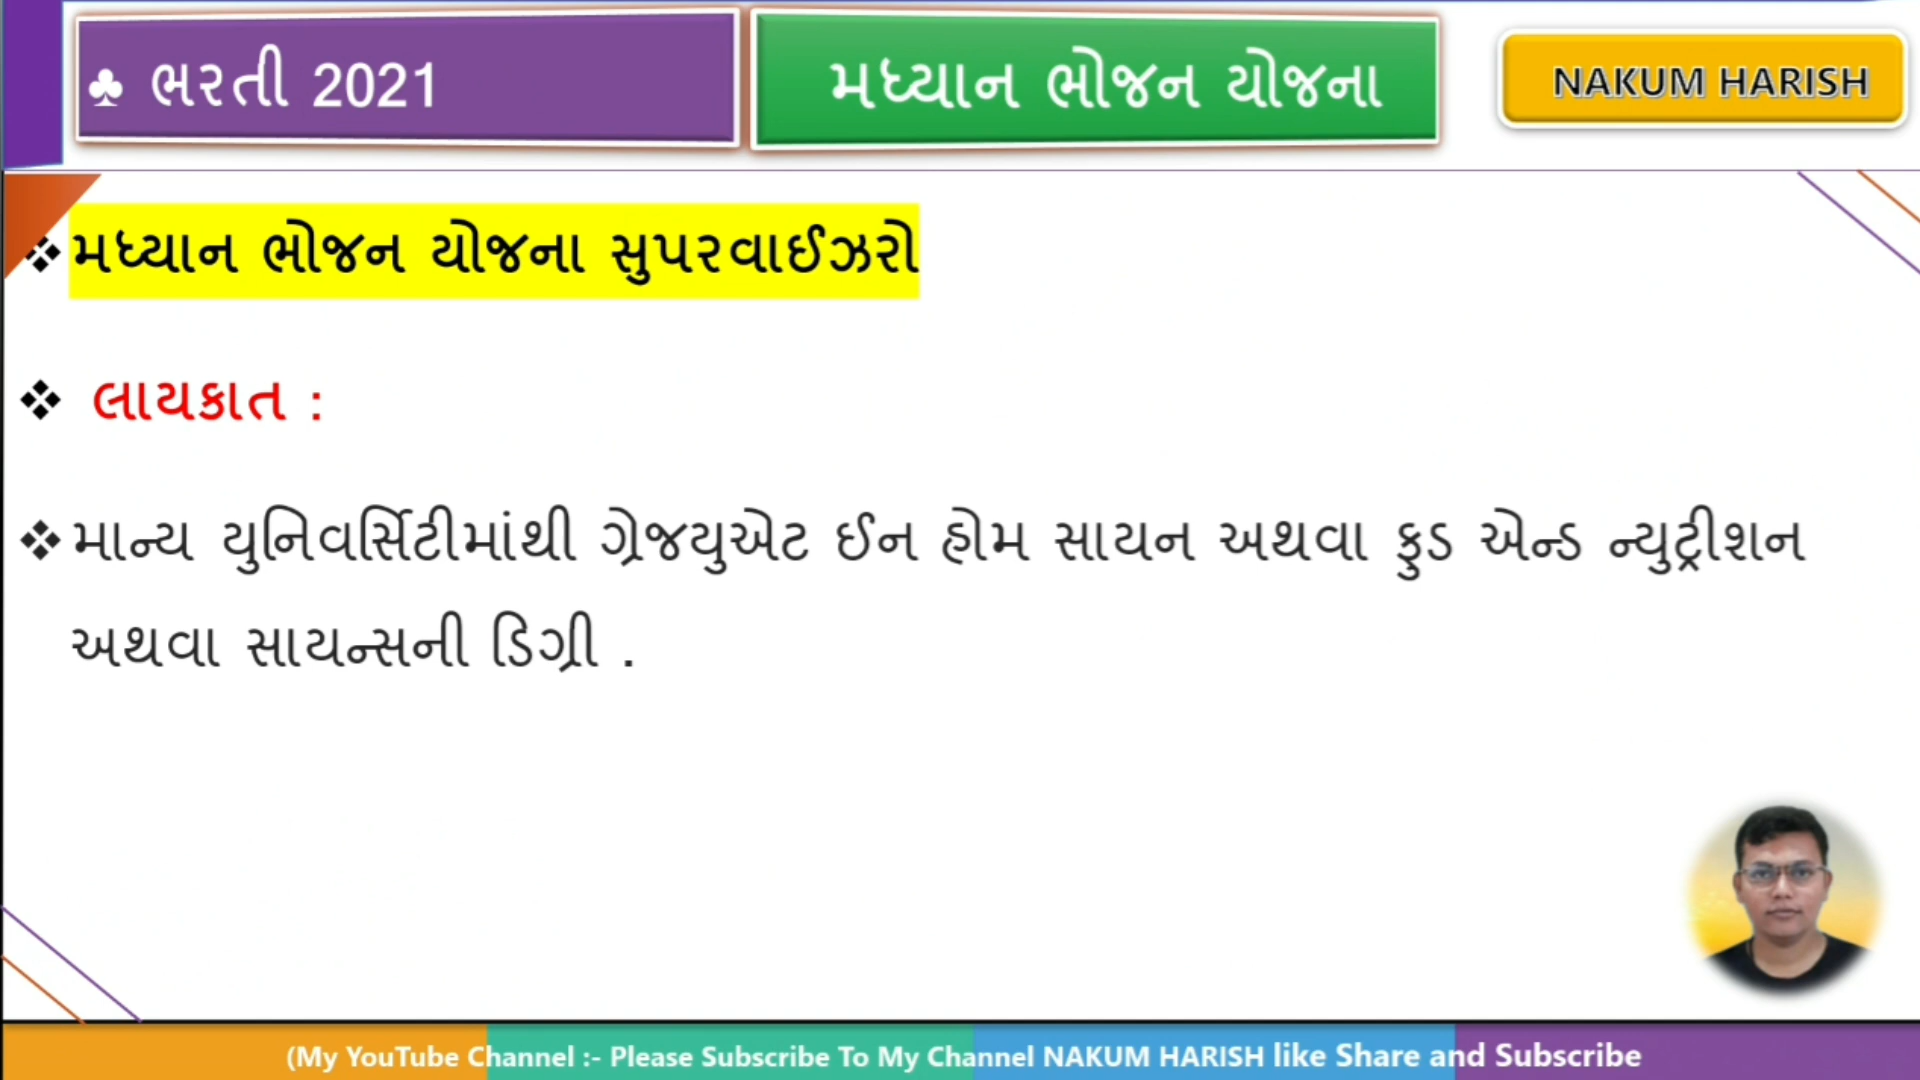 ♣ ભરતી 2021
મધ્યાન ભોજન યોજના
NAKUM HARISH
❖ મધ્યાન ભોજન યોજના સુપરવાઈઝરો
❖ લાયકાત :
❖ માન્ય યુનિવર્સિટીમાંથી ગ્રેજયુએટ ઈન હોમ સાયન અથવા ફુડ એન્ડ ન્યુટ્રીશન
અથવા સાયન્સની ડિગ્રી .
(My YouTube Channel :- Please Subscribe To My Channel NAKUM HARISH like Share and Subscribe